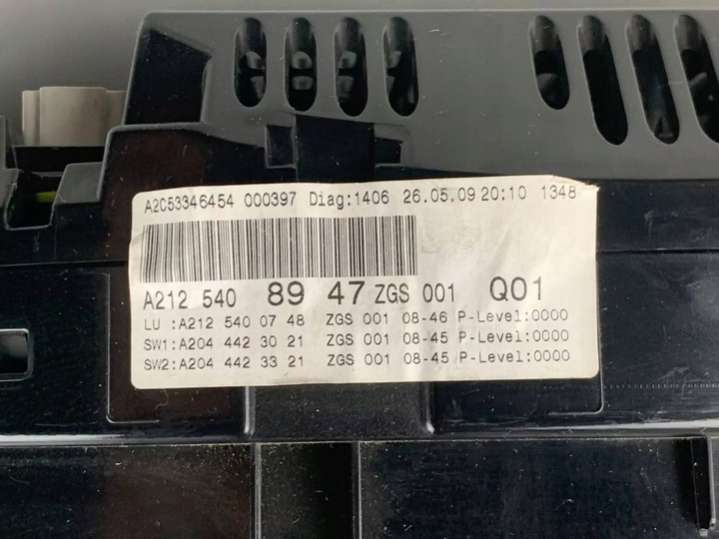 A2C53346454 000397 Diag:1406 26.05.09 20:10 1348
A212 540 89 47 ZGS 001 Q01
LU :A212 540 07 48 ZGS 001 08-46 P-Level:0000
SW1:A204 442 30 21 ZGS 001 08-45 P-Level:0000
SW2:A204 442 33 21 ZGS 001 08-45 P-Level:0000